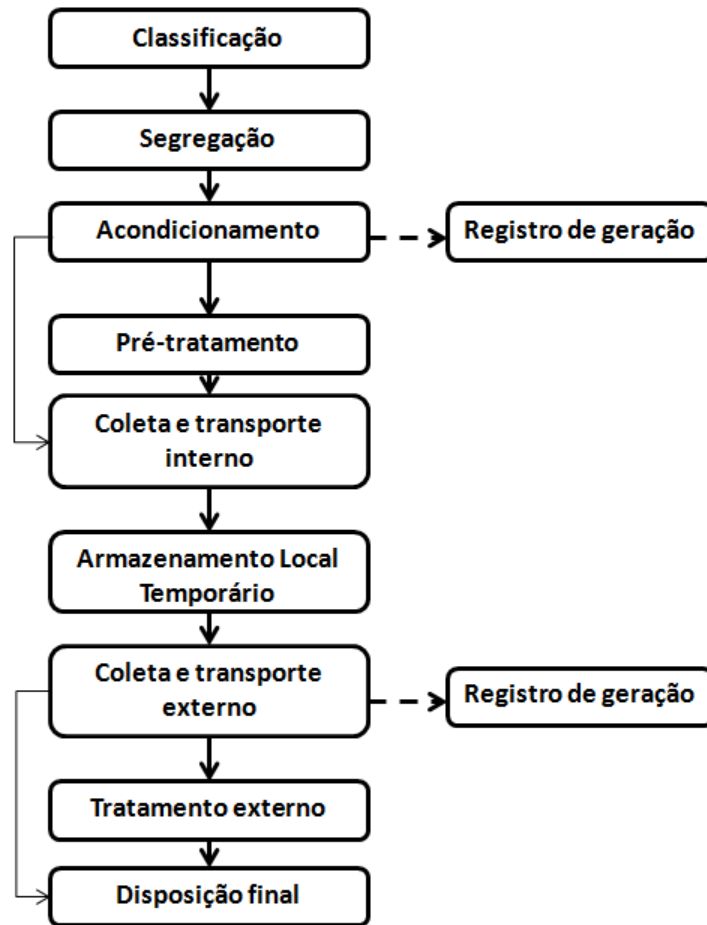 Classificação
Segregação
Acondicionamento
Registro de geração
Pré-tratamento
Coleta e transporte
interno
Armazenamento Local
Temporário
Coleta e transporte
externo
Registro de geração
Tratamento externo
Disposição final